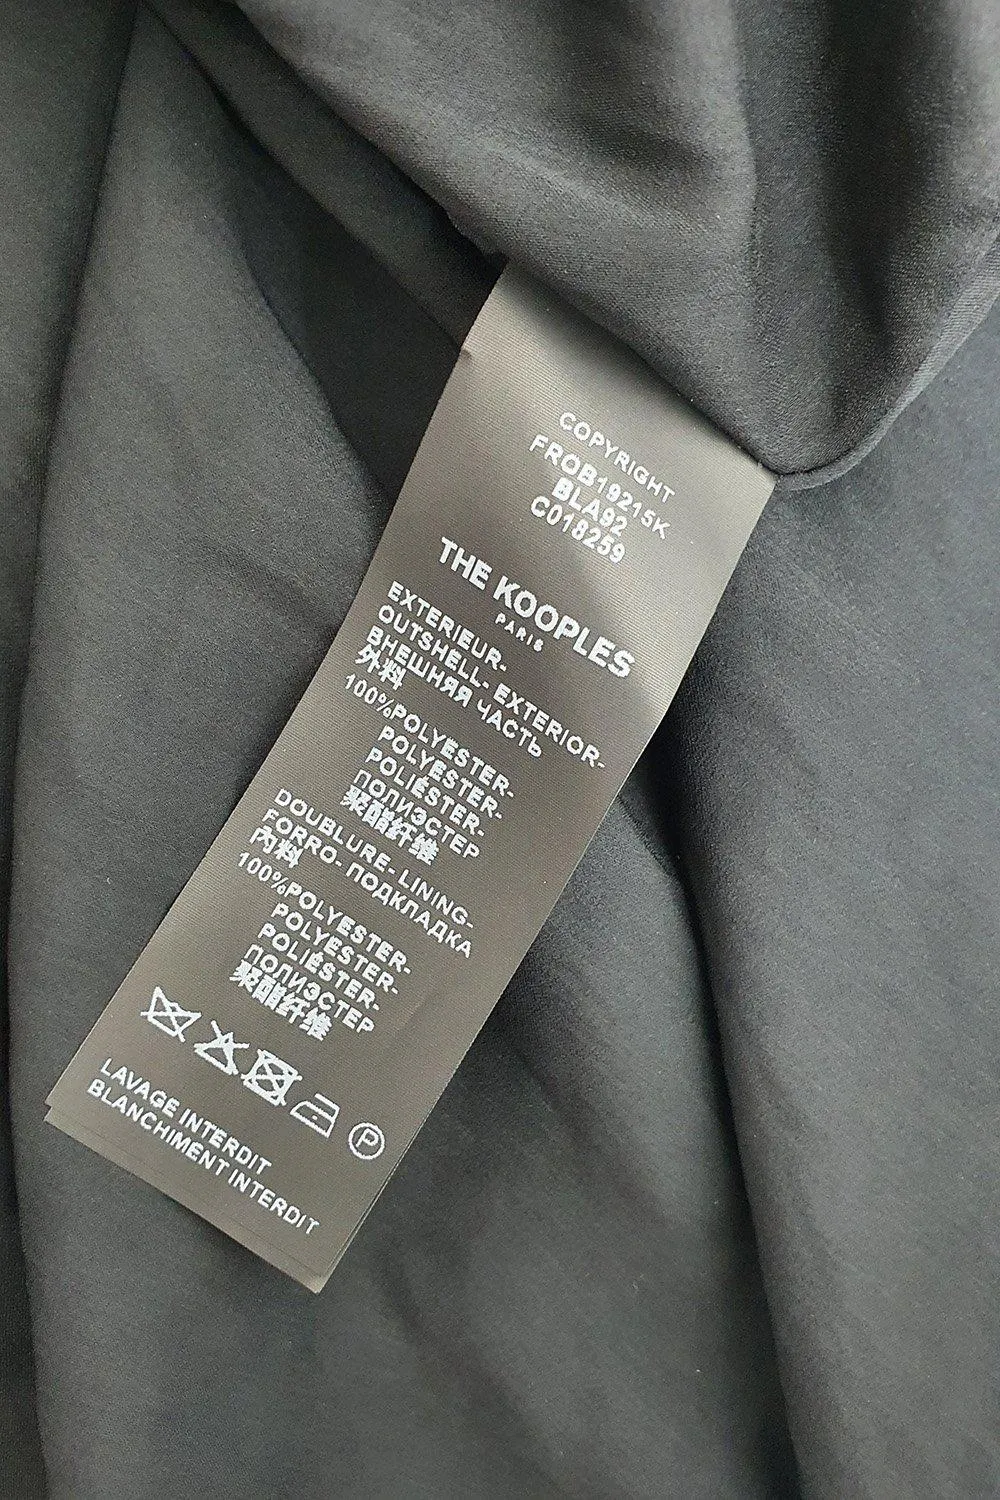 COPYRIGHT
FROB19215K
BLA92
C018259
THE KOOPLES
PARIS
EXTERIEUR-
OUTSHELL- EXTERIOR-
ВНЕШНЯЯ ЧАСТЬ
外料
100%POLYESTER-
POLYESTER-
POLIÉSTER-
ПОЛИЭСТЕР
聚酯纤维
DOUBLURE- LINING-
FORRO- ПОДКЛАДКА
内料
100%POLYESTER-
POLYESTER-
POLIÉSTER-
ПОЛИЭСТЕР
聚酯纤维
P
LAVAGE INTERDIT
BLANCHIMENT INTERDIT